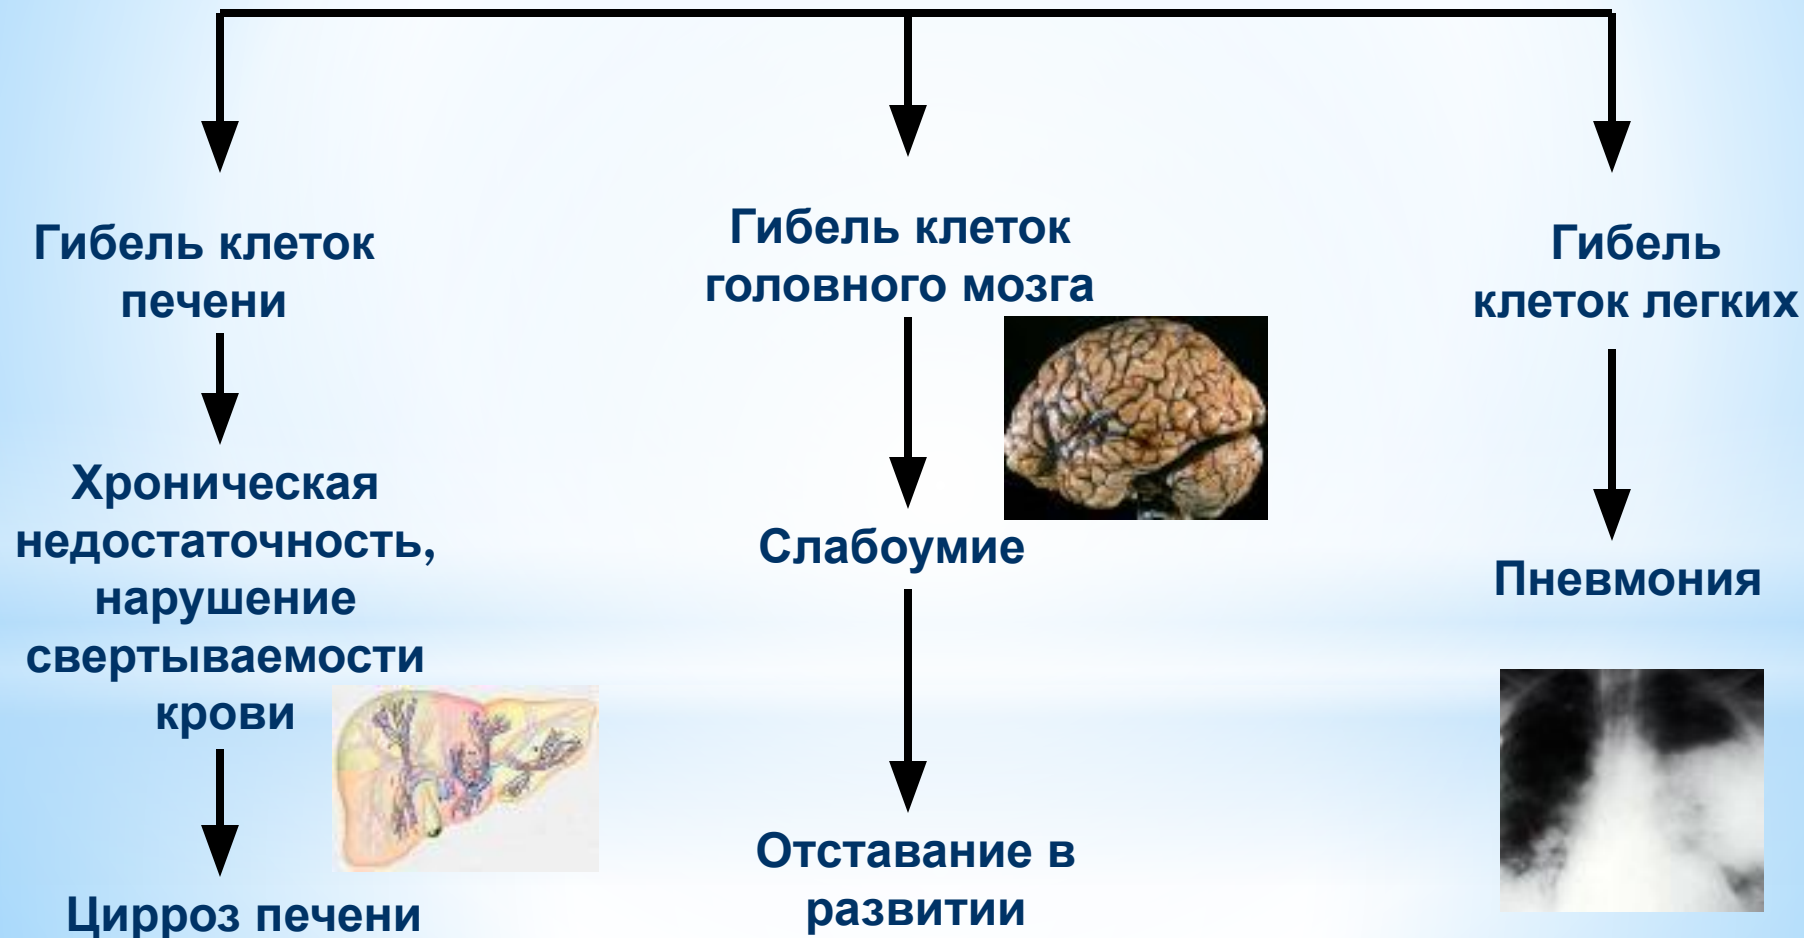 Гибель клеток
печени
Хроническая
недостаточность,
нарушение
свертываемости
крови
Цирроз печени
Гибель клеток
головного мозга
Слабоумие
Отставание в
развитии
Гибель
клеток легких
Пневмония